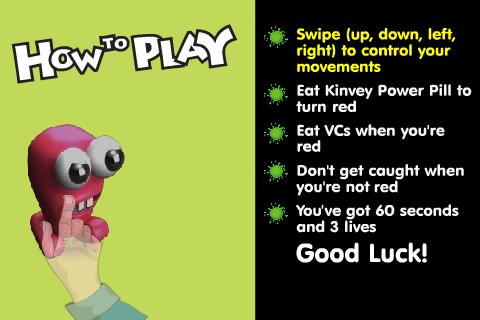 HOW TO PLAY
Swipe (up, down, left,
right) to control your
movements
Eat Kinvey Power Pill to
turn red
Eat VCs when you're
red
Don't get caught when
you're not red
You've got 60 seconds
and 3 lives
Good Luck!